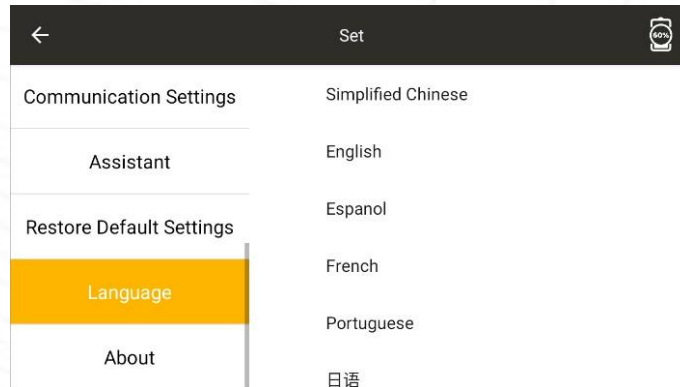 Set
60%
Communication Settings
Assistant
Restore Default Settings
Language
About
Simplified Chinese
English
Espanol
French
Portuguese
日语